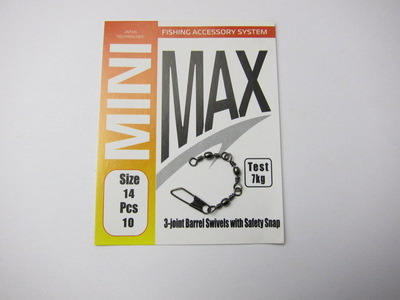 JAPAN
TECHNOLOGY
FISHING ACCESSORY SYSTEM
MINI
MAX
Test
7kg
Size
14
Pcs
10
3-joint Barrel Swivels with Safety Snap